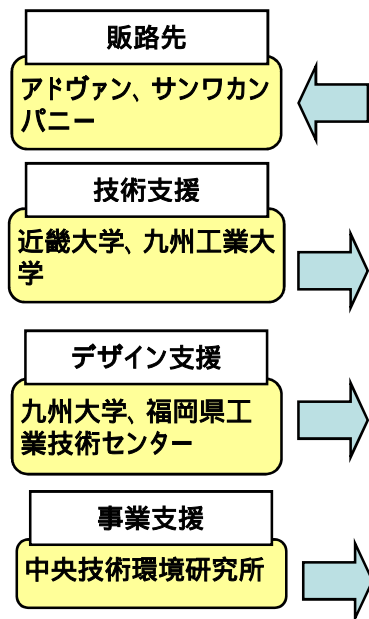 販路先
アドヴァン、サンワカン
パニー
技術支援
近畿大学、九州工業大
学
デザイン支援
九州大学、福岡県工
業技術センター
事業支援
中央技術環境研究所